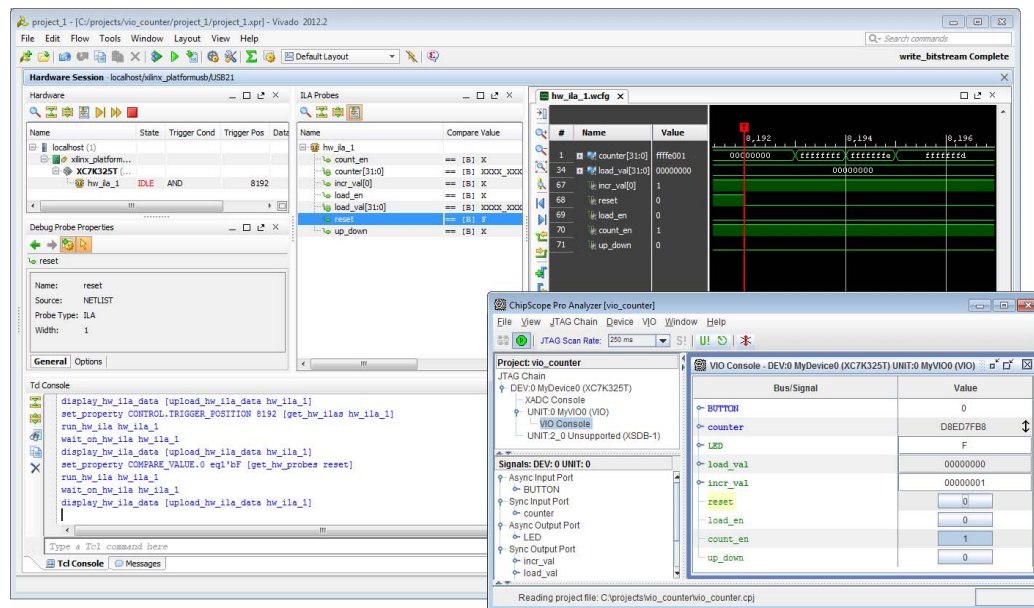 project_1 - [C:/projects/vio_counter/project_1/project_1.xpr] - Vivado 2012.2
File Edit Flow Tools Window Layout View Help
Search commands
Default Layout
write_bitstream Complete
Hardware Session - localhost/xilinx_platformusb/USB21
Hardware
Name State Trigger Cond Trigger Pos Data
localhost (1)
xilinx_platform...
XC7K325T (...
hw_ila_1 IDLE AND 8192
Debug Probe Properties
reset
Name: reset
Source: NETLIST
Probe Type: ILA
Width: 1
General Options
ILA Probes
Name Compare Value
hw_ila_1
count_en == [B] X
counter[31:0] == [B] XXXX_XXX
incr_val[0] == [B] X
load_en == [B] X
load_val[31:0] == [B] XXXX_XXX
reset == [B] F
up_down == [B] X
hw_ila_1.wcfg
# Name Value
8,192 8,194 8,196
1 counter[31:0] ffffe001 00000000 ffffffff fffffffe fffffffd
34 load_val[31:0] 00000000 00000000
67 incr_val[0] 1
68 reset 0
69 load_en 0
70 count_en 1
71 up_down 0
Tcl Console
display_hw_ila_data [upload_hw_ila_data hw_ila_1]
set_property CONTROL.TRIGGER_POSITION 8192 [get_hw_ilas hw_ila_1]
run_hw_ila hw_ila_1
wait_on_hw_ila hw_ila_1
display_hw_ila_data [upload_hw_ila_data hw_ila_1]
set_property COMPARE_VALUE.0 eq1'bF [get_hw_probes reset]
run_hw_ila hw_ila_1
wait_on_hw_ila hw_ila_1
display_hw_ila_data [upload_hw_ila_data hw_ila_1]
Type a Tcl command here
Tcl Console Messages
ChipScope Pro Analyzer [vio_counter]
File View JTAG Chain Device VIO Window Help
JTAG Scan Rate: 250 ms S! U!
Project: vio_counter
JTAG Chain
DEV:0 MyDevice0 (XC7K325T)
XADC Console
UNIT:0 MyVIO0 (VIO)
VIO Console
UNIT:2_0 Unsupported (XSDB-1)
Signals: DEV: 0 UNIT: 0
Async Input Port
BUTTON
Sync Input Port
counter
Async Output Port
LED
Sync Output Port
incr_val
load_val
VIO Console - DEV:0 MyDevice0 (XC7K325T) UNIT:0 MyVIO0 (VIO)
Bus/Signal Value
BUTTON 0
counter D8ED7FB8
LED F
load_val 00000000
incr_val 00000001
reset 0
load_en 0
count_en 1
up_down 0
Reading project file: C:\projects\vio_counter\vio_counter.cpj